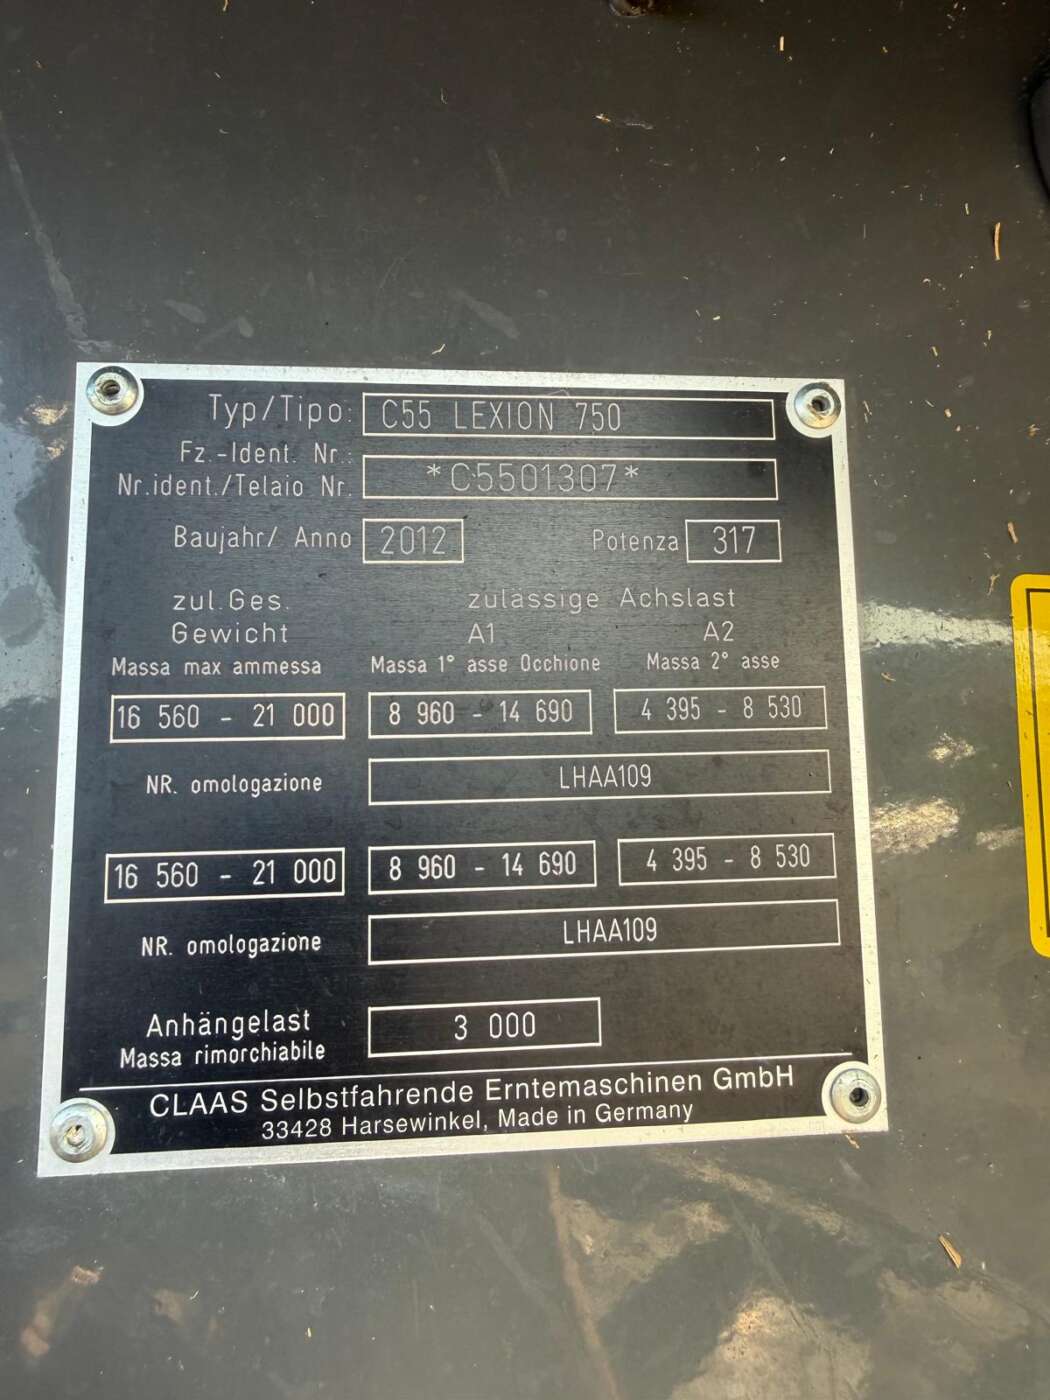 Typ/Tipo: C55 LEXION 750
Fz.-Ident. Nr.:
Nr.ident./Telaio Nr. *C5501307*
Baujahr/ Anno 2012 Potenza 317
zul.Ges. zulässige Achslast
Gewicht A1 A2
Massa max ammessa Massa 1° asse Occhione Massa 2° asse
16 560 - 21 000 8 960 - 14 690 4 395 - 8 530
NR. omologazione LHAA109
16 560 - 21 000 8 960 - 14 690 4 395 - 8 530
NR. omologazione LHAA109
Anhängelast 3 000
Massa rimorchiabile
CLAAS Selbstfahrende Erntemaschinen GmbH
33428 Harsewinkel, Made in Germany